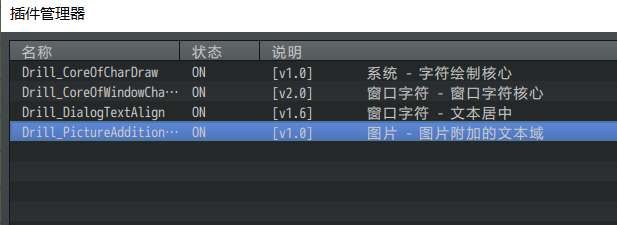 插件管理器
名称 状态 说明
Drill_CoreOfCharDraw ON [v1.0] 系统 - 字符绘制核心
Drill_CoreOfWindowCha… ON [v2.0] 窗口字符 - 窗口字符核心
Drill_DialogTextAlign ON [v1.6] 窗口字符 - 文本居中
Drill_PictureAddition… ON [v1.0] 图片 - 图片附加的文本域